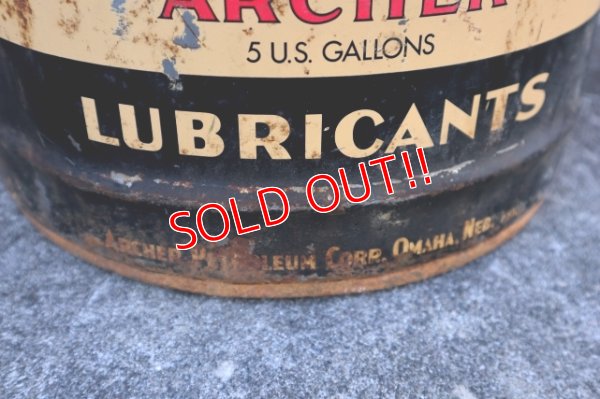 ARCHER
5 U.S. GALLONS
LUBRICANTS
SOLD OUT!!
ARCHER PETROLEUM CORP. OMAHA, NEB.